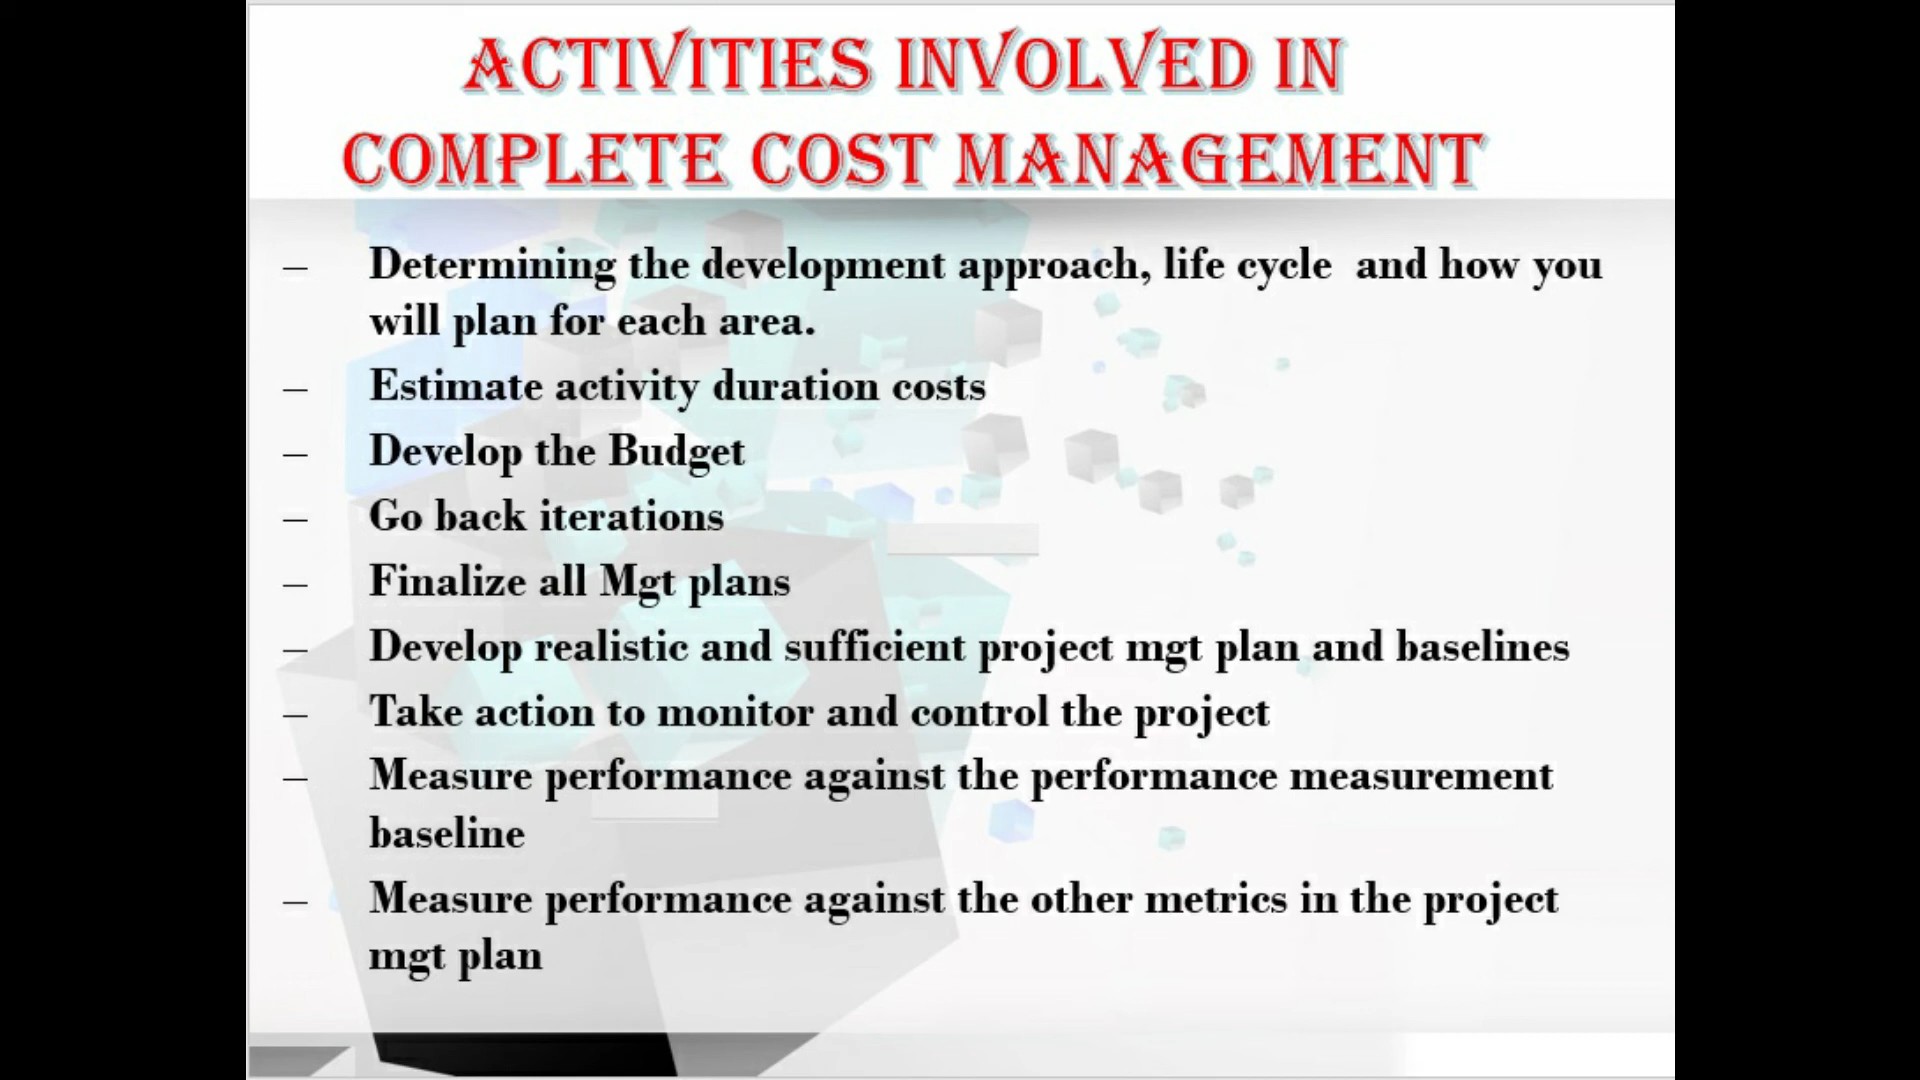 ACTIVITIES INVOLVED IN
COMPLETE COST MANAGEMENT
– Determining the development approach, life cycle and how you
will plan for each area.
– Estimate activity duration costs
– Develop the Budget
– Go back iterations
– Finalize all Mgt plans
– Develop realistic and sufficient project mgt plan and baselines
– Take action to monitor and control the project
– Measure performance against the performance measurement
baseline
– Measure performance against the other metrics in the project
mgt plan